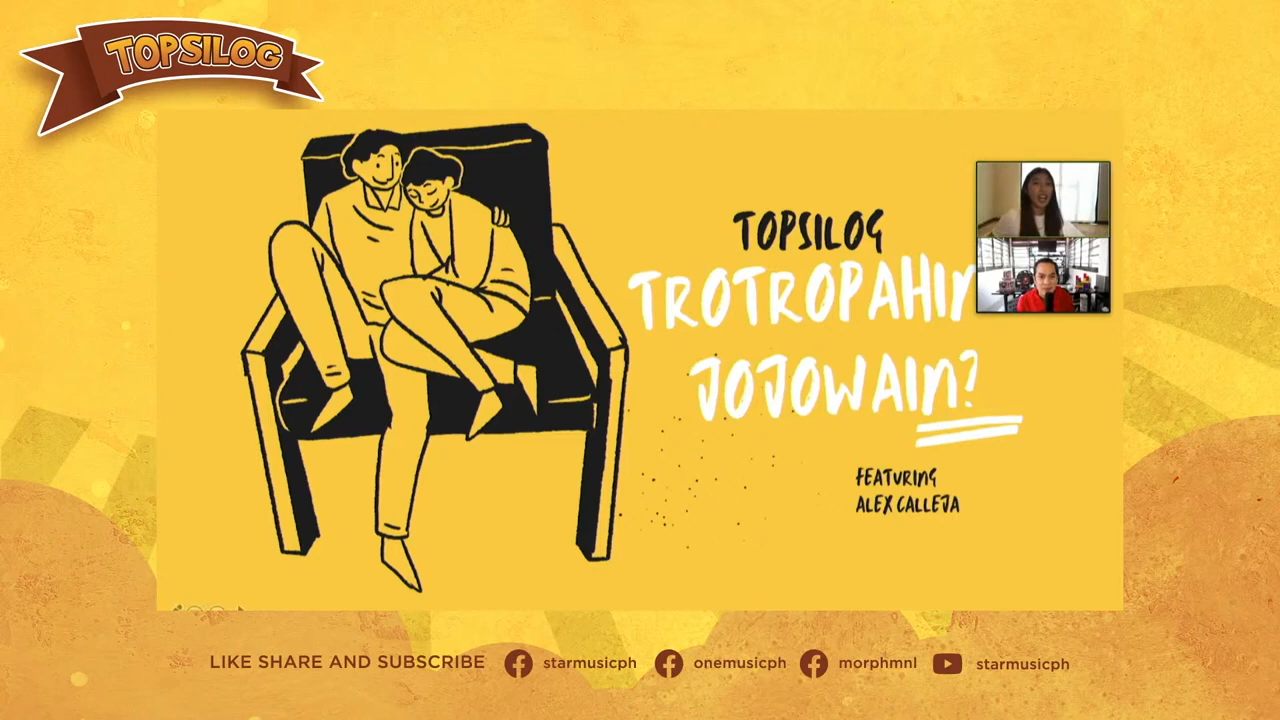 TOPSILOG
TOPSILOG
TROTROPAHIN
JOJOWAIN?
FEATURING
ALEX CALLEJA
LIKE SHARE AND SUBSCRIBE starmusicph onemusicph morphmnl starmusicph